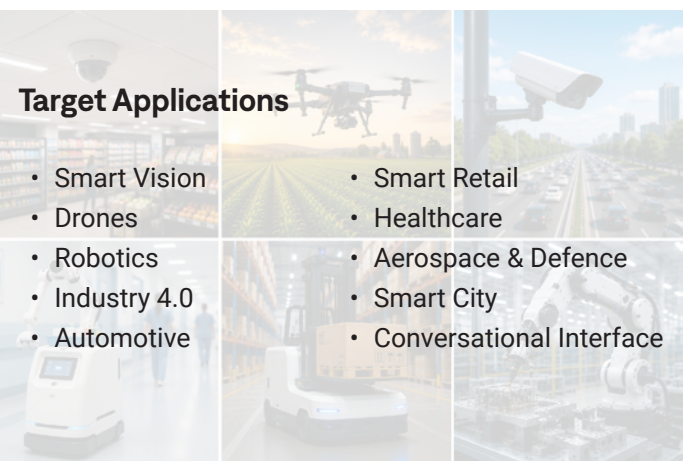 Target Applications
• Smart Vision
• Drones
• Robotics
• Industry 4.0
• Automotive
• Smart Retail
• Healthcare
• Aerospace & Defence
• Smart City
• Conversational Interface